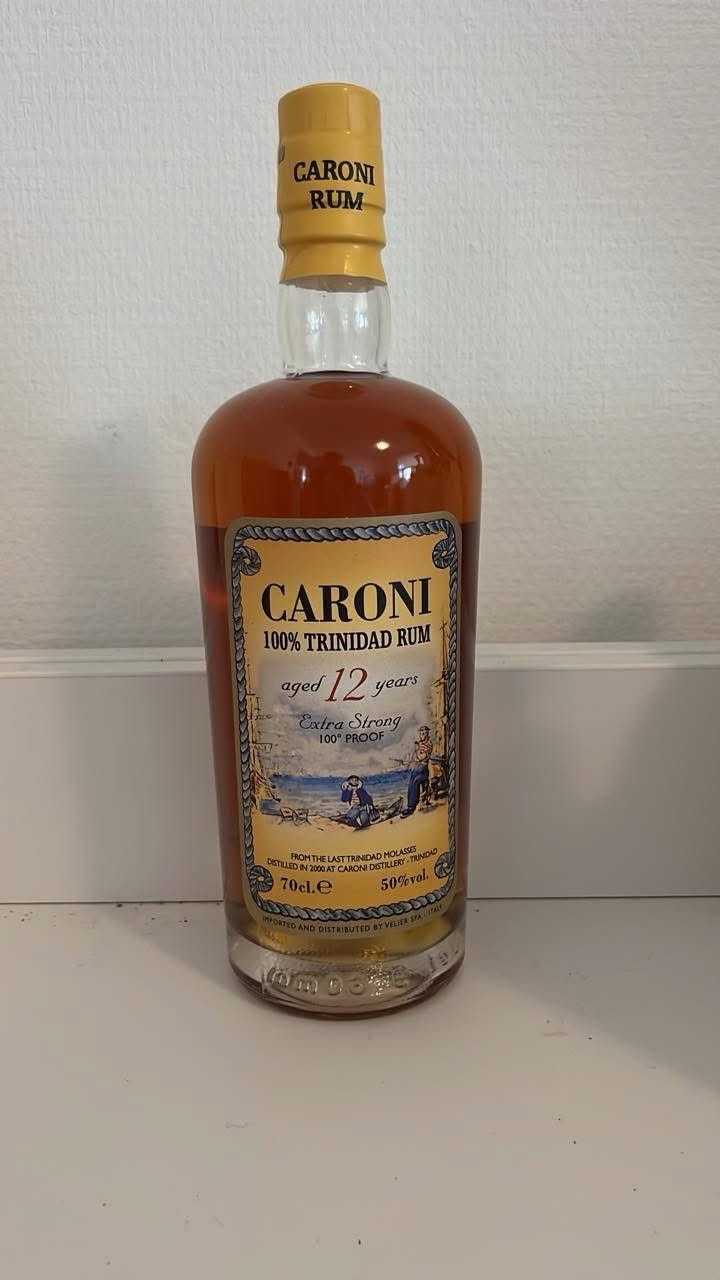 CARONI
RUM
CARONI
100% TRINIDAD RUM
aged 12 years
Extra Strong
100° PROOF
FROM THE LAST TRINIDAD MOLASSES
DISTILLED IN 2000 AT CARONI DISTILLERY - TRINIDAD
70cl.e 50%vol.
IMPORTED AND DISTRIBUTED BY VELIER SPA - ITALY